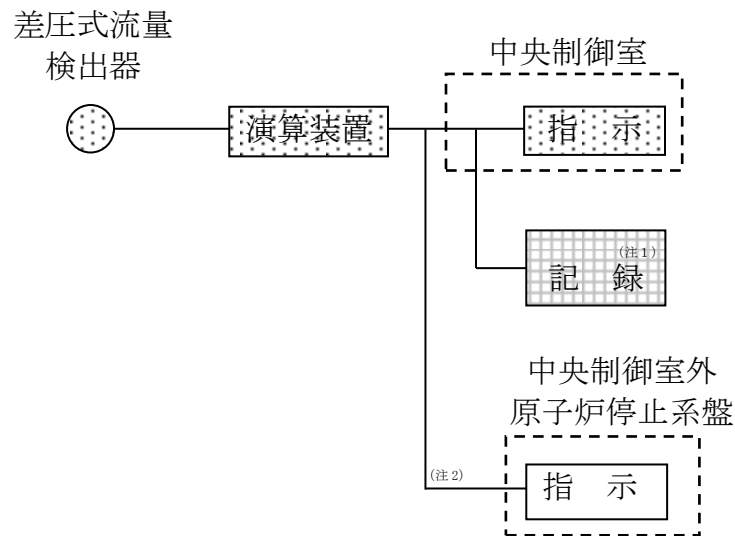 差圧式流量
検出器
中央制御室
演算装置
指 示
(注1)
記 録
中央制御室外
原子炉停止系盤
(注2)
指 示